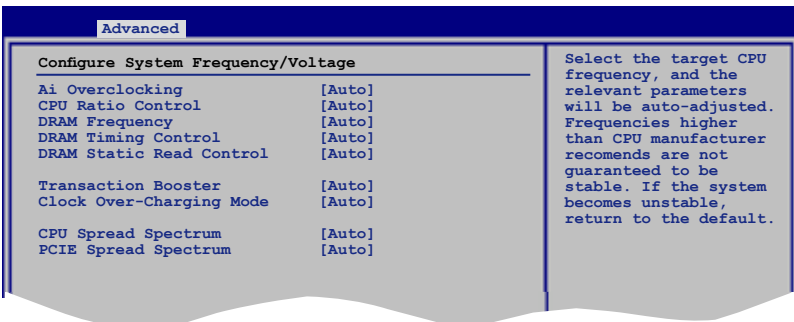 Advanced
Configure System Frequency/Voltage
Ai Overclocking [Auto]
CPU Ratio Control [Auto]
DRAM Frequency [Auto]
DRAM Timing Control [Auto]
DRAM Static Read Control [Auto]
Transaction Booster [Auto]
Clock Over-Charging Mode [Auto]
CPU Spread Spectrum [Auto]
PCIE Spread Spectrum [Auto]
Select the target CPU
frequency, and the
relevant parameters
will be auto-adjusted.
Frequencies higher
than CPU manufacturer
recomends are not
guaranteed to be
stable. If the system
becomes unstable,
return to the default.